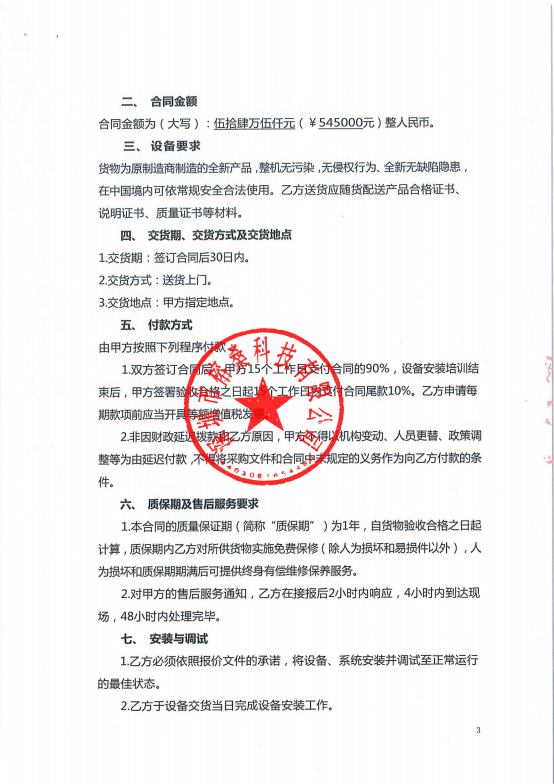 二、 合同金额
合同金额为（大写）：伍拾肆万伍仟元（￥545000元）整人民币。
三、设备要求
货物为原制造商制造的全新产品,整机无污染,无侵权行为、全新无缺陷隐患，
在中国境内可依常规安全合法使用。乙方送货应随货配送产品合格证书、
说明证书、质量证书等材料。
四、 交货期、交货方式及交货地点
1.交货期：签订合同后30日内。
2.交货方式：送货上门。
3.交货地点：甲方指定地点。
五、 付款方式
由甲方按照下列程序付款：
1.双方签订合同后，甲方15个工作日支付合同的90%，设备安装培训结
束后，甲方签署验收合格之日起15个工作日内支付合同尾款10%。乙方申请每
期款项前应当开具等额增值税发票。
2.非因财政延迟拨款和乙方原因，甲方不得以机构变动、人员更替、政策调
整等为由延迟付款,不得将采购文件和合同中未规定的义务作为向乙方付款的条
件。
六、 质保期及售后服务要求
1.本合同的质量保证期（简称“质保期”）为1年，自货物验收合格之日起
计算，质保期内乙方对所供货物实施免费保修（除人为损坏和易损件以外），人
为损坏和质保期期满后可提供终身有偿维修保养服务。
2.对甲方的售后服务通知，乙方在接报后2小时内响应，4小时内到达现
场，48小时内处理完毕。
七、 安装与调试
1.乙方必须依照报价文件的承诺，将设备、系统安装并调试至正常运行
的最佳状态。
2.乙方于设备交货当日完成设备安装工作。
3
深圳市榕桑科技有限公司